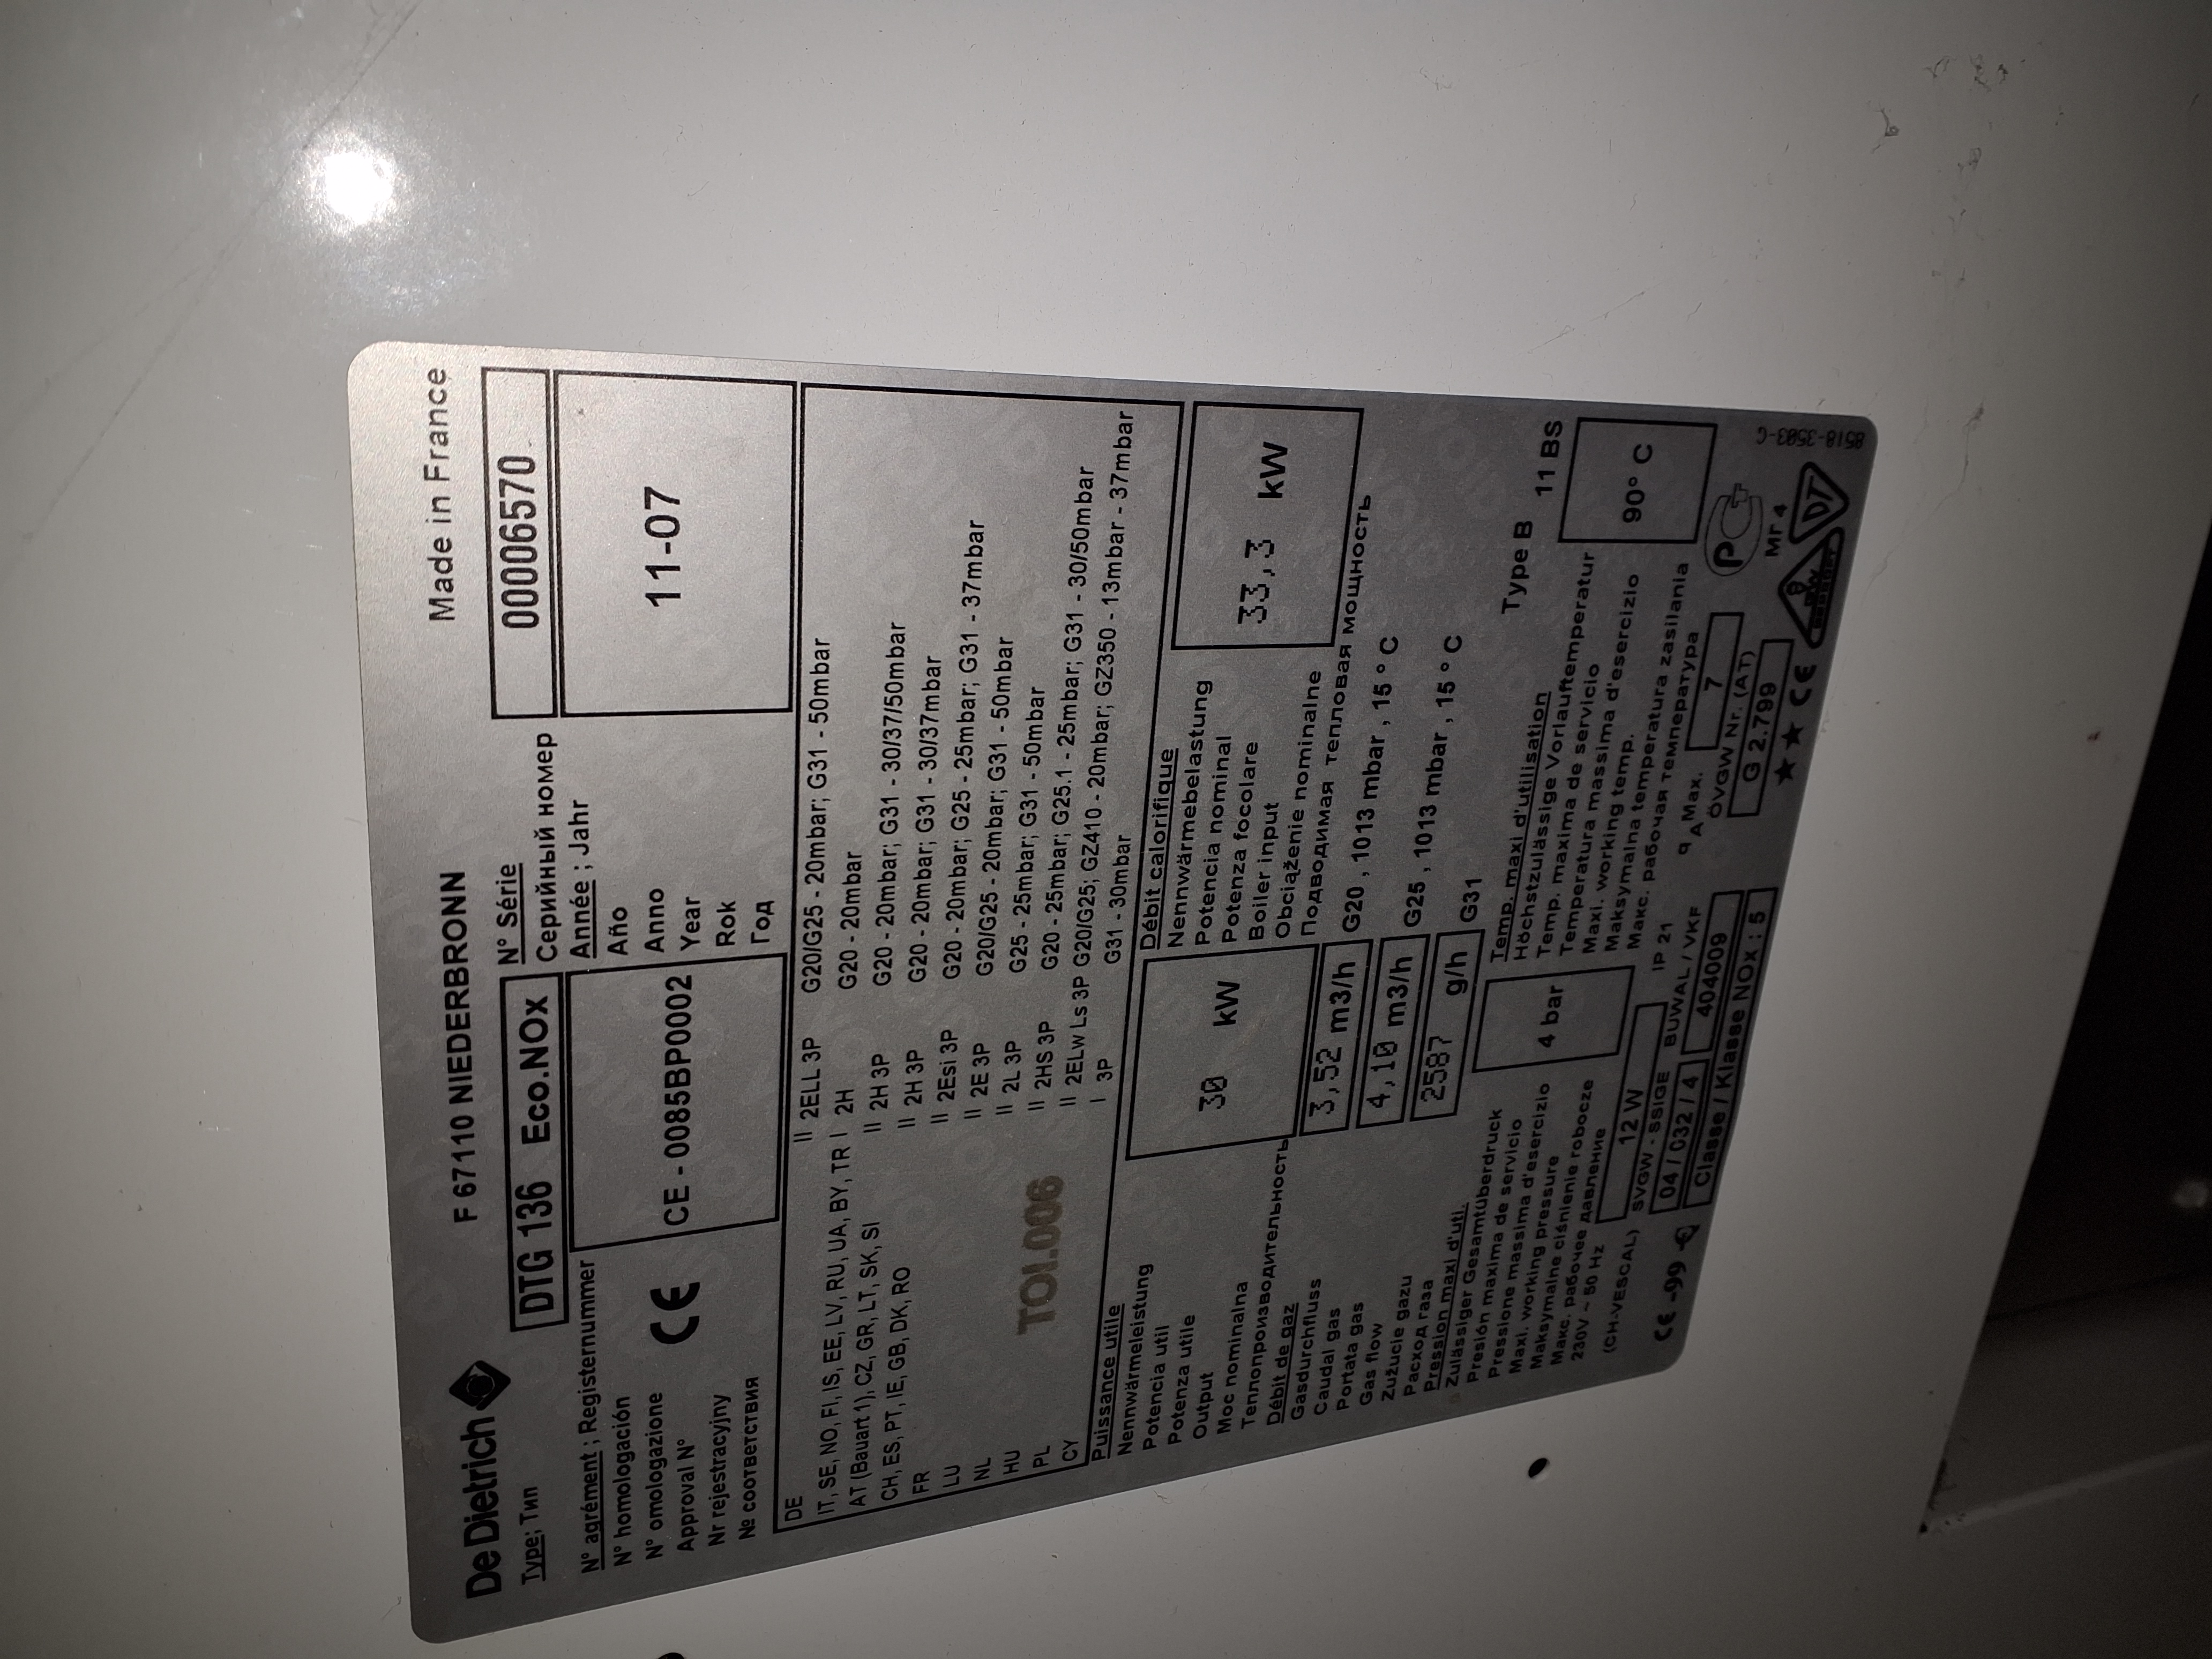 De Dietrich F 67110 NIEDERBRONN Made in France
Type; Тип DTG 136 Eco.NOx N° Série 00006570
Серийный номер
N° agrément ; Registernummer
N° homologación
N° omologazione
Approval N°
Nr rejestracyjny
№ соответствия
CE CE - 0085BP0002
Année ; Jahr
Año
Anno
Year
Rok
Год
11-07
DE II 2ELL 3P G20/G25 - 20mbar; G31 - 50mbar
IT, SE, NO, FI, IS, EE, LV, RU, UA, BY, TR I 2H G20 - 20mbar
AT (Bauart 1), CZ, GR, LT, SK, SI II 2H 3P G20 - 20mbar; G31 - 30/37/50mbar
CH, ES, PT, IE, GB, DK, RO II 2H 3P G20 - 20mbar; G31 - 30/37mbar
FR II 2Esi 3P G20 - 20mbar; G25 - 25mbar; G31 - 37mbar
LU II 2E 3P G20/G25 - 20mbar; G31 - 50mbar
NL II 2L 3P G25 - 25mbar; G31 - 50mbar
HU II 2HS 3P G20 - 25mbar; G25.1 - 25mbar; G31 - 30/50mbar
PL II 2ELW Ls 3P G20/G25; GZ410 - 20mbar; GZ350 - 13mbar - 37mbar
CY I 3P G31 - 30mbar
TOI.006
Puissance utile
Nennwärmeleistung
Potencia util
Potenza utile
Output
Moc nominalna
Теплопроизводительность
30 kW
Débit calorifique
Nennwärmebelastung
Potencia nominal
Potenza focolare
Boiler input
Obciążenie nominalne
Подводимая тепловая мощность
33,3 kW
Débit de gaz
Gasdurchfluss
Caudal gas
Portata gas
Gas flow
Zużucie gazu
Расход газа
3,52 m3/h G20 , 1013 mbar , 15 ° C
4,10 m3/h G25 , 1013 mbar , 15 ° C
2587 g/h G31
Type B 11 BS
Pression maxi d'uti.
Zulässiger Gesamtüberdruck
Presión maxima de servicio
Pressione massima d'esercizio
Maxi. working pressure
Maksymalne ciśnienie robocze
Макс. рабочее давление
4 bar
Temp. maxi d'utilisation
Höchstzulässige Vorlauftemperatur
Temp. maxima de servicio
Temperatura massima d'esercizio
Maxi. working temp.
Maksymalna temperatura zasilania
Макс. рабочая температура
90° C
230V ~ 50 Hz 12 W IP 21 q A Max. 7
(CH-VESCAL) SVGW - SSIGE BUWAL / VKF ÖVGW Nr. (AT)
04 / 032 / 4 404009 G 2.799
CE -99- Classe / Klasse NOx : 5 ★★ CE
МГ 4
DT
8518-3503-G